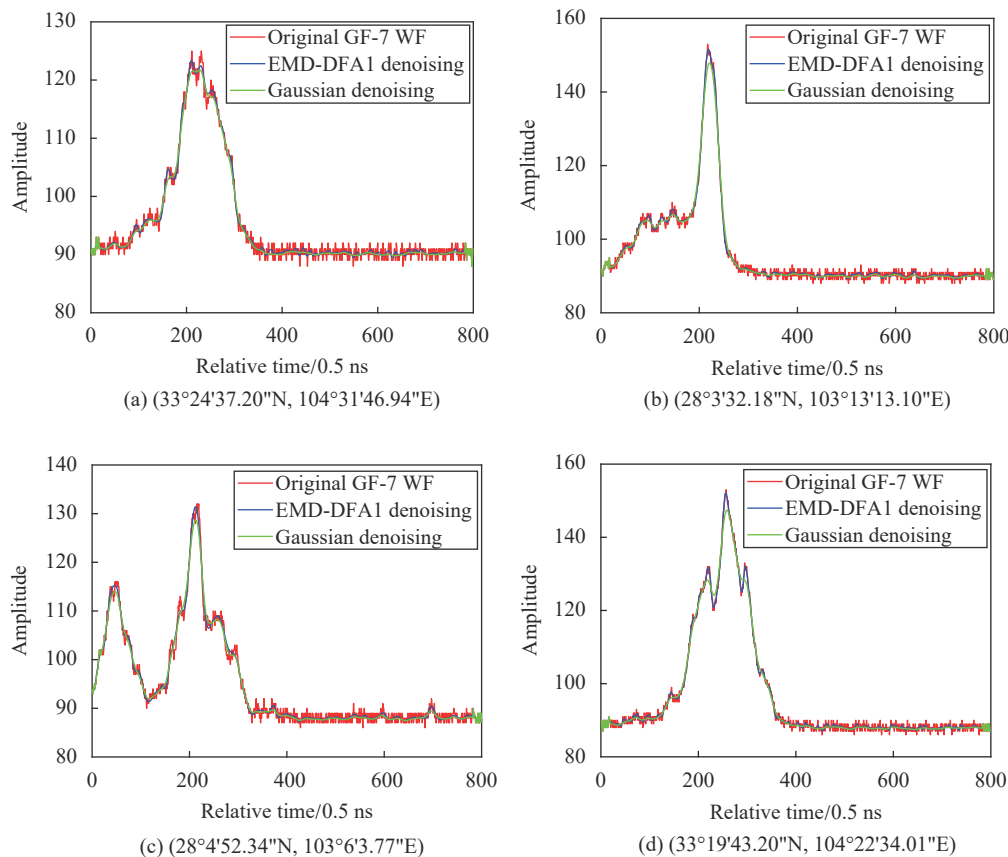 130
120
110
100
90
80
Amplitude
Original GF-7 WF
EMD-DFA1 denoising
Gaussian denoising
0 200 400 600 800
Relative time/0.5 ns
(a) (33°24'37.20"N, 104°31'46.94"E)
160
140
120
100
80
Amplitude
Original GF-7 WF
EMD-DFA1 denoising
Gaussian denoising
0 200 400 600 800
Relative time/0.5 ns
(b) (28°3'32.18"N, 103°13'13.10"E)
140
130
120
110
100
90
80
Amplitude
Original GF-7 WF
EMD-DFA1 denoising
Gaussian denoising
0 200 400 600 800
Relative time/0.5 ns
(c) (28°4'52.34"N, 103°6'3.77"E)
160
140
120
100
80
Amplitude
Original GF-7 WF
EMD-DFA1 denoising
Gaussian denoising
0 200 400 600 800
Relative time/0.5 ns
(d) (33°19'43.20"N, 104°22'34.01"E)